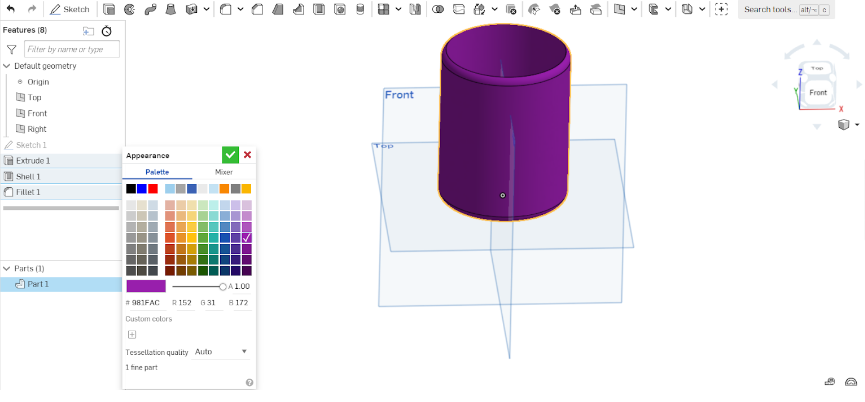 Sketch
Search tools... alt/⌥ c
Features (8)
Filter by name or type
Default geometry
Origin
Top
Front
Right
Sketch 1
Extrude 1
Shell 1
Fillet 1
Parts (1)
Part 1
Appearance
Palette Mixer
A 1.00
# 981FAC R 152 G 31 B 172
Custom colors
Tessellation quality Auto
1 fine part
Front
Top
Top
Front
Z
Y
X